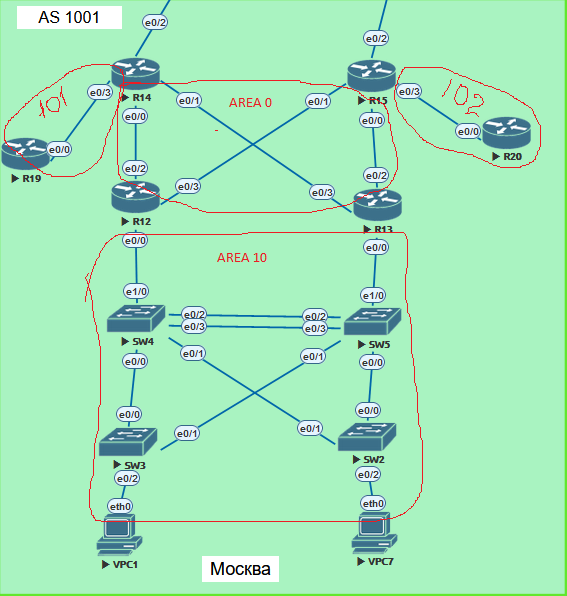 AS 1001
e0/2
e0/2
R14
R15
e0/3
e0/1
AREA 0
e0/1
e0/3
101
102
e0/0
e0/0
e0/0
e0/0
R19
R20
e0/2
e0/2
e0/3
e0/3
R12
R13
e0/0
e0/0
AREA 10
e1/0
e1/0
e0/2
e0/2
e0/3
e0/3
SW4
SW5
e0/1
e0/1
e0/0
e0/0
e0/0
e0/0
e0/1
e0/1
SW3
SW2
e0/2
e0/2
eth0
eth0
VPC1
VPC7
Москва